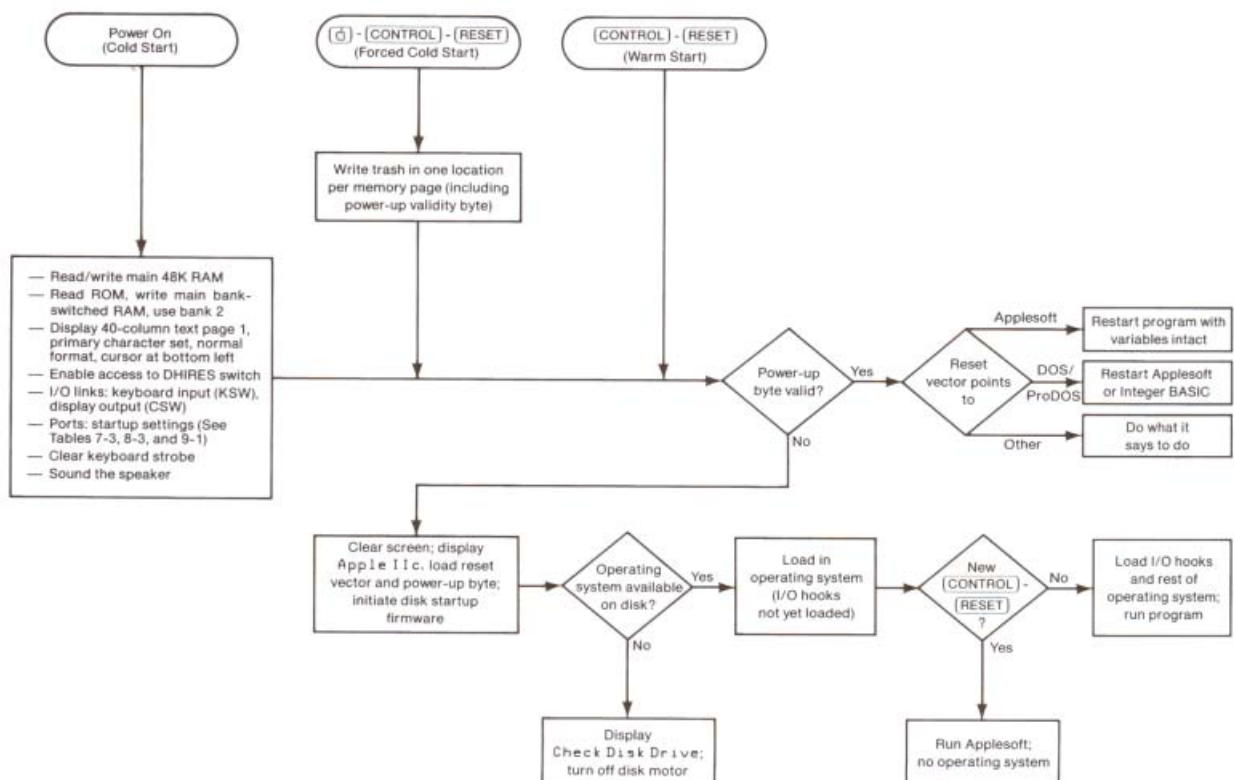 Power On
(Cold Start)
- CONTROL - RESET
(Forced Cold Start)
CONTROL - RESET
(Warm Start)
Write trash in one location
per memory page (including
power-up validity byte)
— Read/write main 48K RAM
— Read ROM, write main bank-
switched RAM, use bank 2
— Display 40-column text page 1,
primary character set, normal
format, cursor at bottom left
— Enable access to DHIRES switch
— I/O links: keyboard input (KSW),
display output (CSW)
— Ports: startup settings (See
Tables 7-3, 8-3, and 9-1)
— Clear keyboard strobe
— Sound the speaker
Power-up
byte valid?
Yes
No
Reset
vector points
to
Applesoft
Restart program with
variables intact
DOS/
ProDOS
Restart Applesoft
or Integer BASIC
Other
Do what it
says to do
Clear screen; display
Apple IIc. load reset
vector and power-up byte;
initiate disk startup
firmware
Operating
system available
on disk?
Yes
No
Load in
operating system
(I/O hooks
not yet loaded)
New
CONTROL -
RESET
?
No
Yes
Load I/O hooks
and rest of
operating system;
run program
Display
Check Disk Drive;
turn off disk motor
Run Applesoft;
no operating system